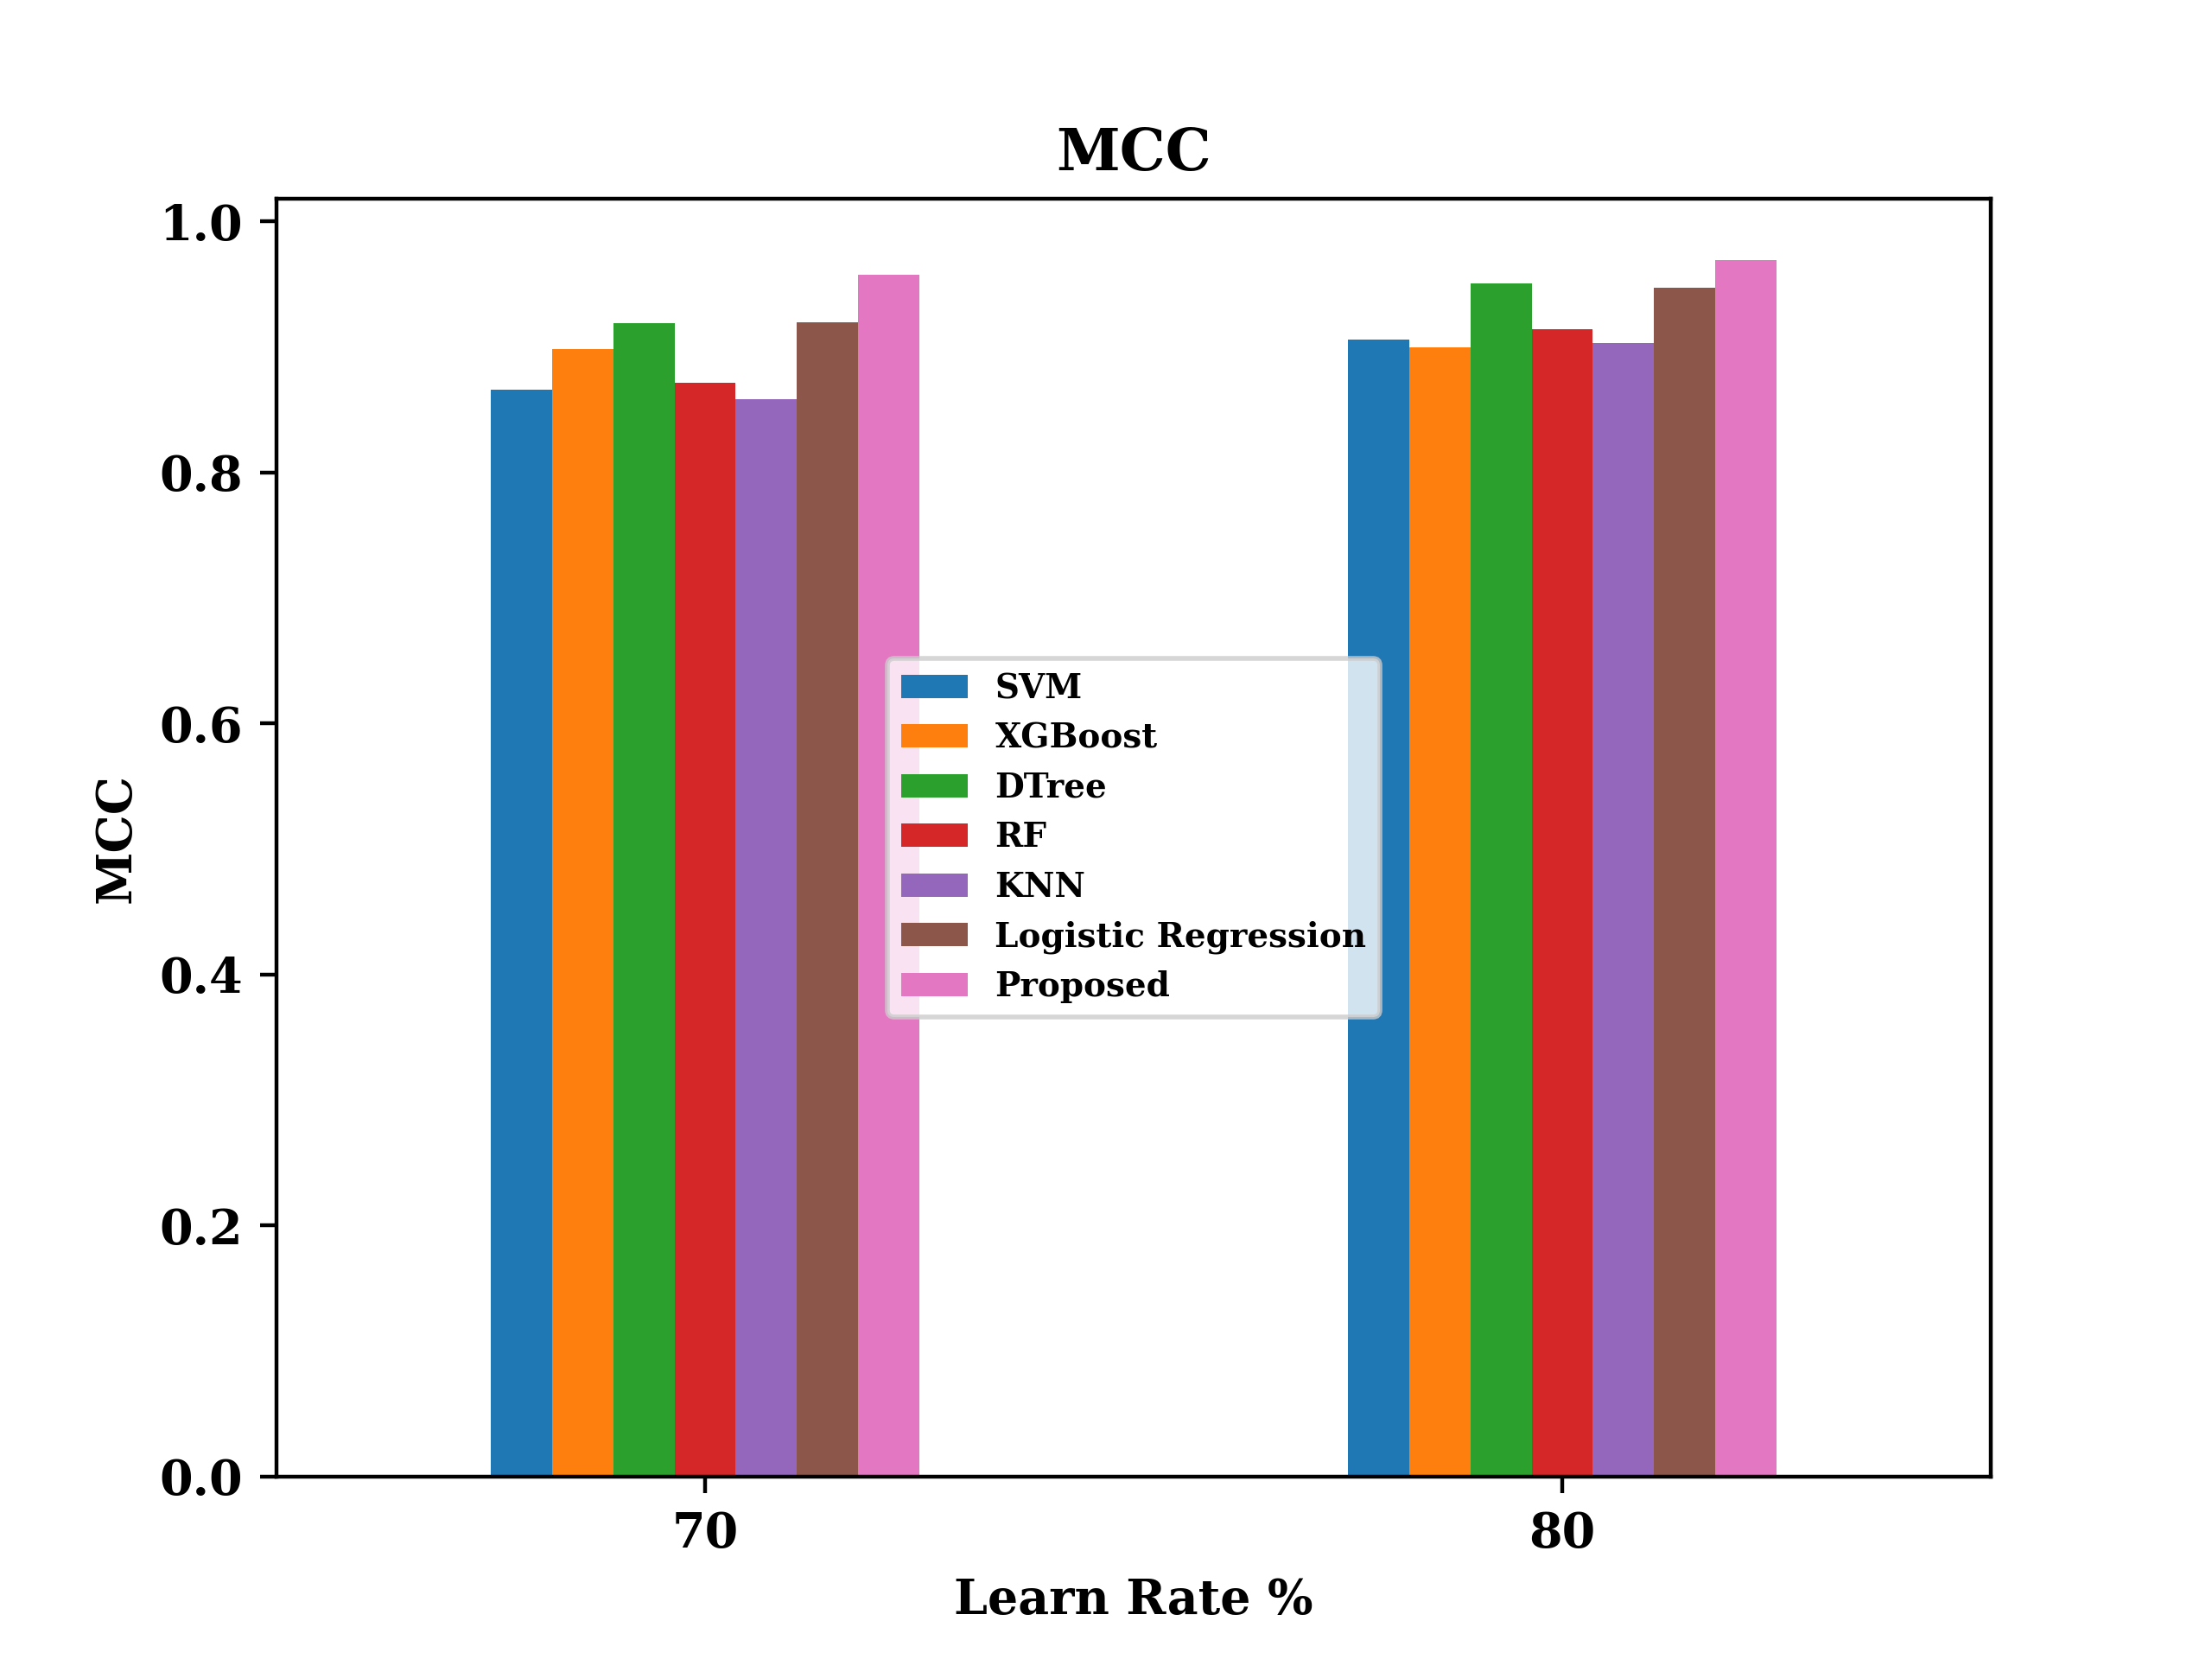 MCC
1.0
0.8
0.6
0.4
0.2
0.0
MCC
SVM
XGBoost
DTree
RF
KNN
Logistic Regression
Proposed
70
80
Learn Rate %